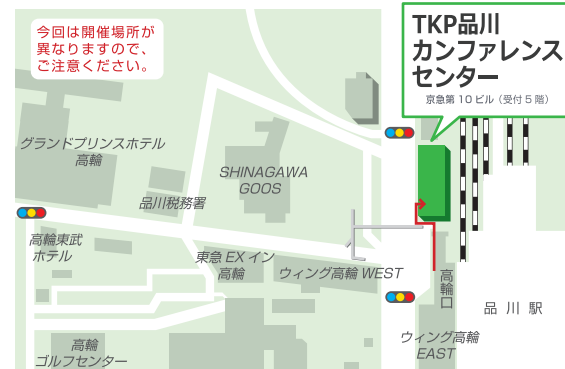 今回は開催場所が
異なりますので、
ご注意ください。
TKP品川
カンファレンス
センター
京急第10ビル（受付5階）
グランドプリンスホテル
高輪
SHINAGAWA
GOOS
品川税務署
高輪東武
ホテル
東急EXイン
高輪
ウィング高輪 WEST
高輪口
品川駅
ウィング高輪
EAST
高輪
ゴルフセンター